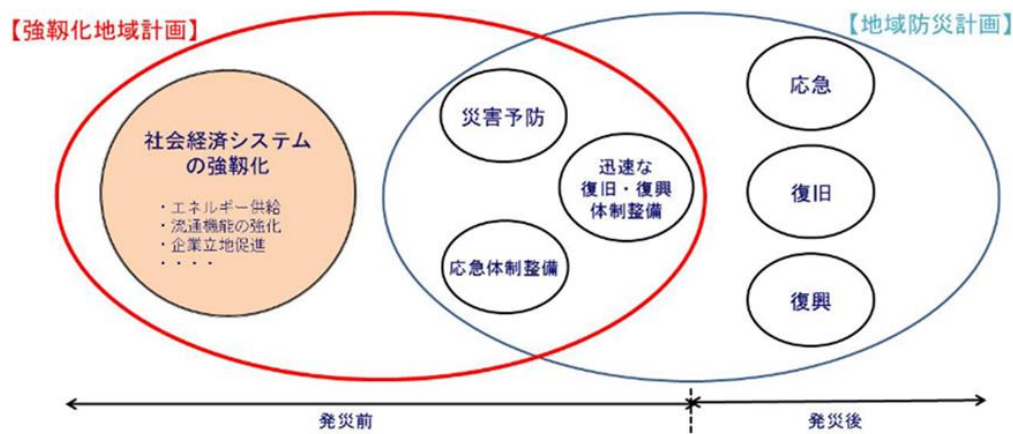 【強靱化地域計画】
【地域防災計画】
社会経済システム
の強靱化
・エネルギー供給
・流通機能の強化
・企業立地促進
・・・・
災害予防
迅速な
復旧・復興
体制整備
応急体制整備
応急
復旧
復興
発災前
発災後